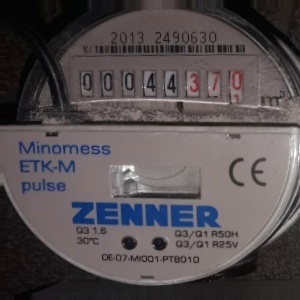 2013 2490630
00044370
m³
Minomess
ETK-M
pulse
CE
ZENNER
Q3 1.6
30°C
Q3/Q1 R50H
Q3/Q1 R25V
DE-07-MI001-PTB010